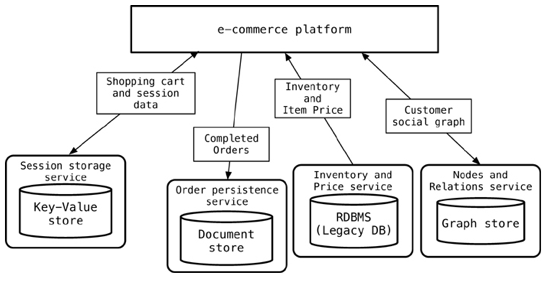 e-commerce platform
Shopping cart
and session
data
Completed
Orders
Inventory
and
Item Price
Customer
social graph
Session storage
service
Key-Value
store
Order persistence
service
Document
store
Inventory and
Price service
RDBMS
(Legacy DB)
Nodes and
Relations service
Graph store